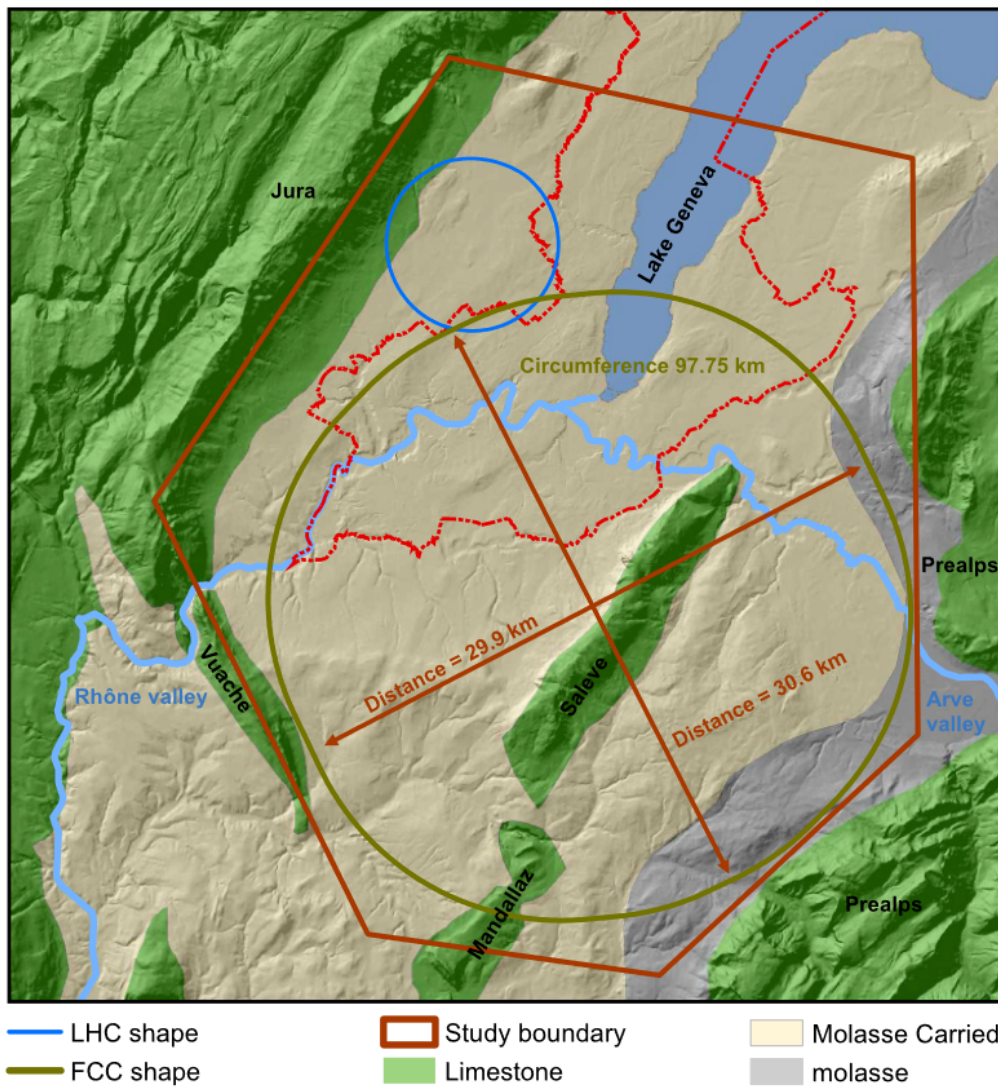 Jura
Lake Geneva
Circumference 97.75 km
Prealps
Distance = 29.9 km
Vuache
Rhône valley
Saleve
Distance = 30.6 km
Arve
valley
Mandallaz
Prealps
LHC shape
Study boundary
Molasse Carried
FCC shape
Limestone
molasse